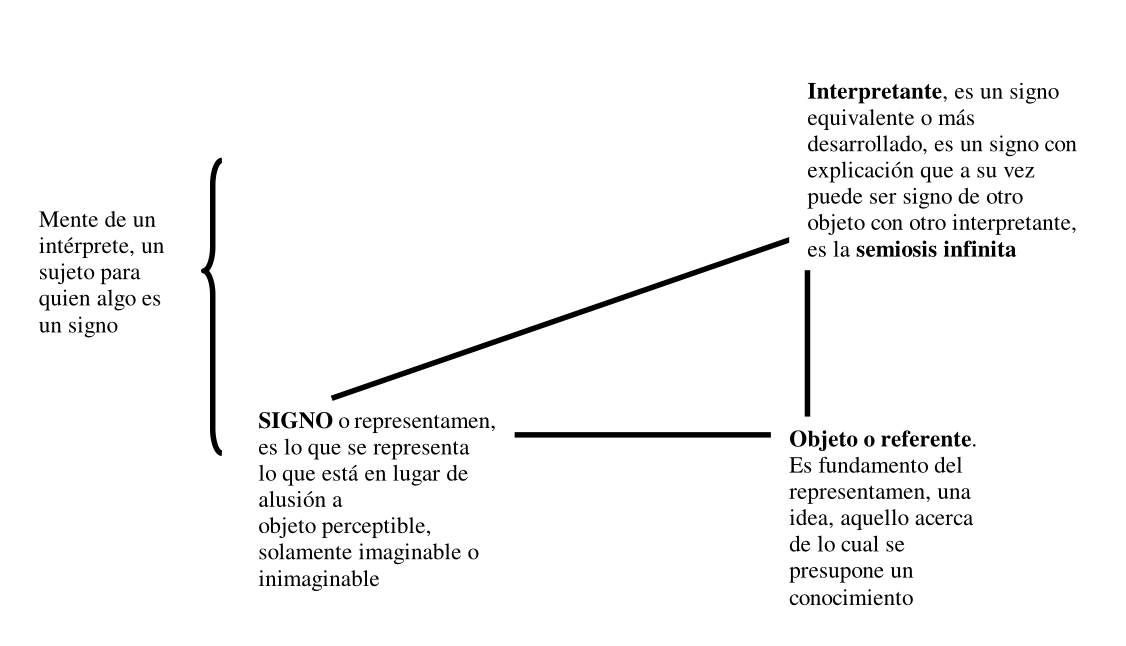 Mente de un
intérprete, un
sujeto para
quien algo es
un signo
Interpretante, es un signo
equivalente o más
desarrollado, es un signo con
explicación que a su vez
puede ser signo de otro
objeto con otro interpretante,
es la semiosis infinita
SIGNO o representamen,
es lo que se representa
lo que está en lugar de
alusión a
objeto perceptible,
solamente imaginable o
inimaginable
Objeto o referente.
Es fundamento del
representamen, una
idea, aquello acerca
de lo cual se
presupone un
conocimiento